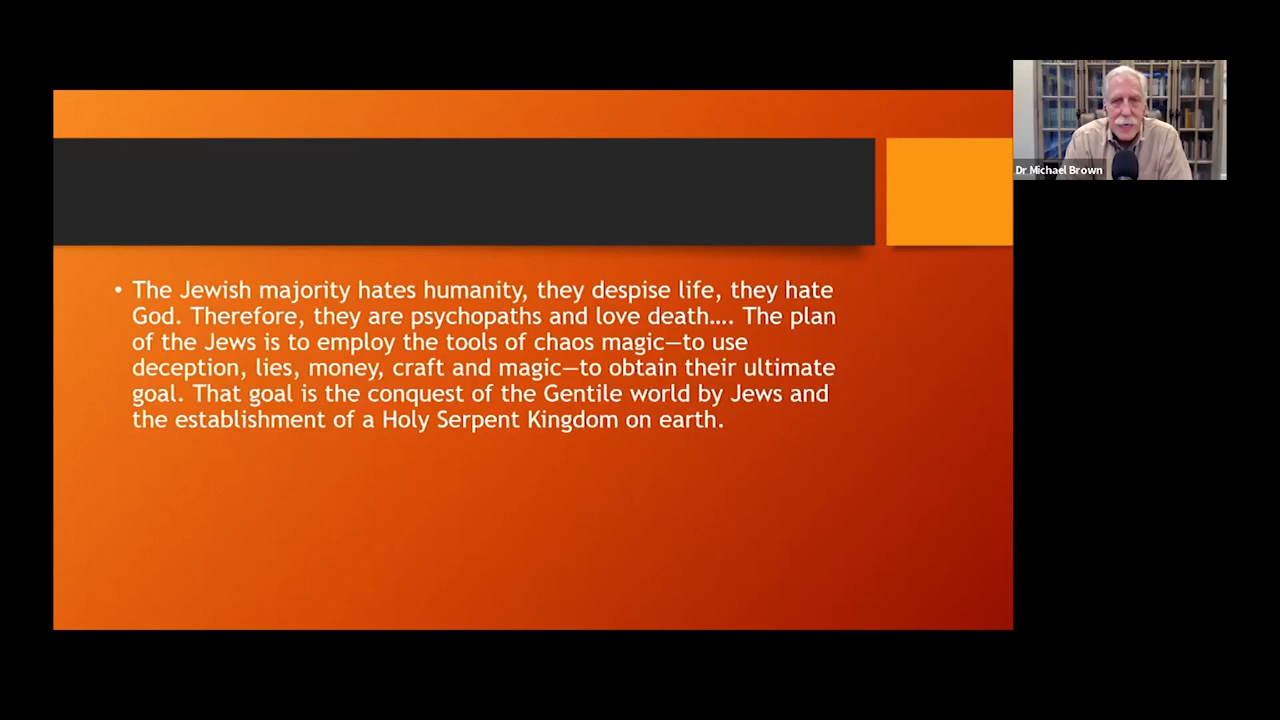 Dr Michael Brown
• The Jewish majority hates humanity, they despise life, they hate
God. Therefore, they are psychopaths and love death.... The plan
of the Jews is to employ the tools of chaos magic—to use
deception, lies, money, craft and magic—to obtain their ultimate
goal. That goal is the conquest of the Gentile world by Jews and
the establishment of a Holy Serpent Kingdom on earth.